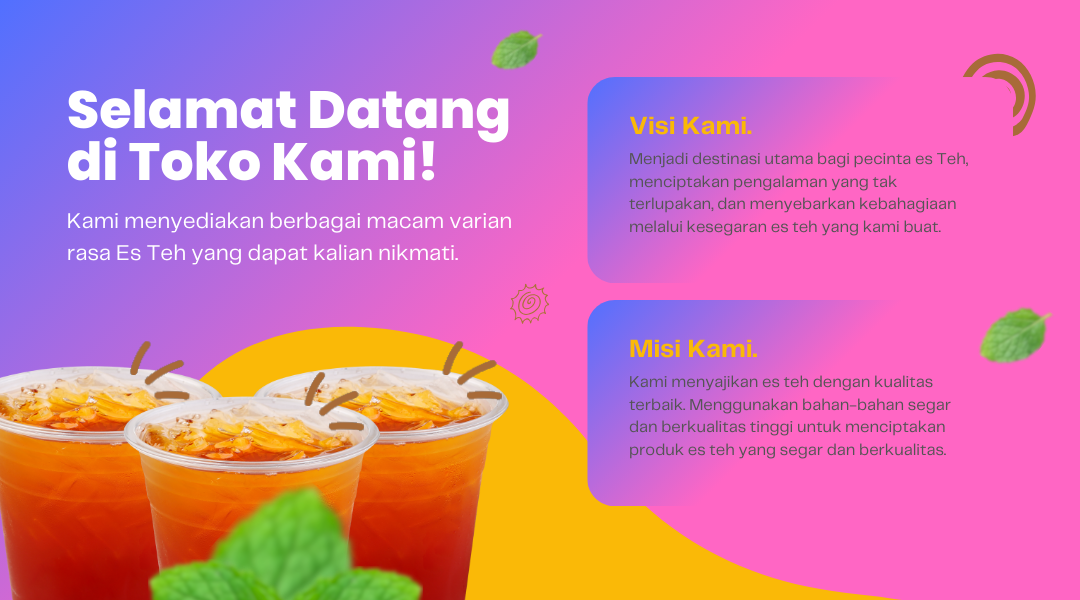 Selamat Datang
di Toko Kami!
Kami menyediakan berbagai macam varian
rasa Es Teh yang dapat kalian nikmati.
Visi Kami.
Menjadi destinasi utama bagi pecinta es Teh,
menciptakan pengalaman yang tak
terlupakan, dan menyebarkan kebahagiaan
melalui kesegaran es teh yang kami buat.
Misi Kami.
Kami menyajikan es teh dengan kualitas
terbaik. Menggunakan bahan-bahan segar
dan berkualitas tinggi untuk menciptakan
produk es teh yang segar dan berkualitas.